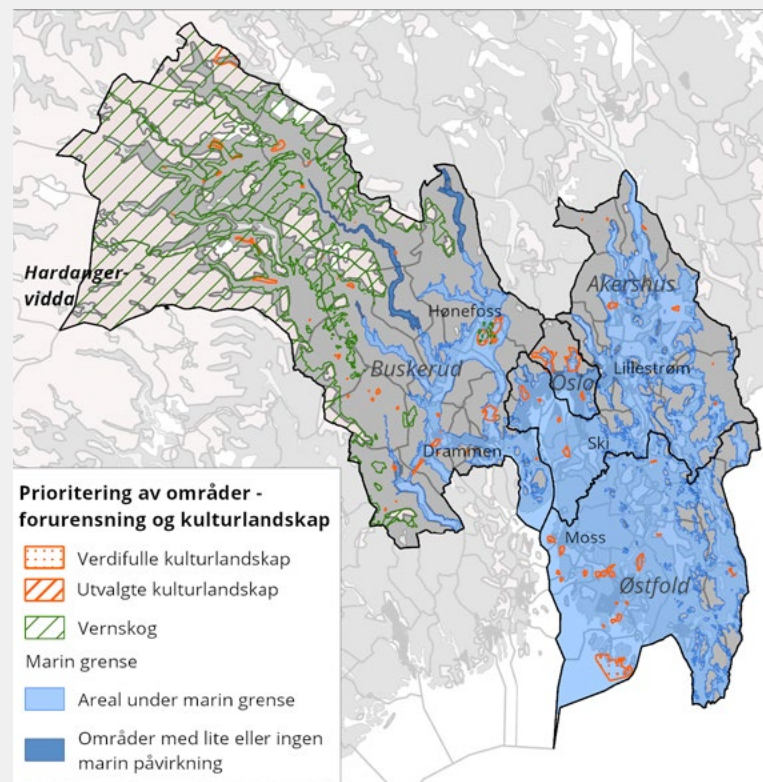 Hardanger-
vidda
Hønefoss
Akershus
Buskerud
Oslo
Lillestrøm
Drammen
Ski
Moss
Østfold
Prioritering av områder -
forurensning og kulturlandskap
Verdifulle kulturlandskap
Utvalgte kulturlandskap
Vernskog
Marin grense
Areal under marin grense
Områder med lite eller ingen
marin påvirkning